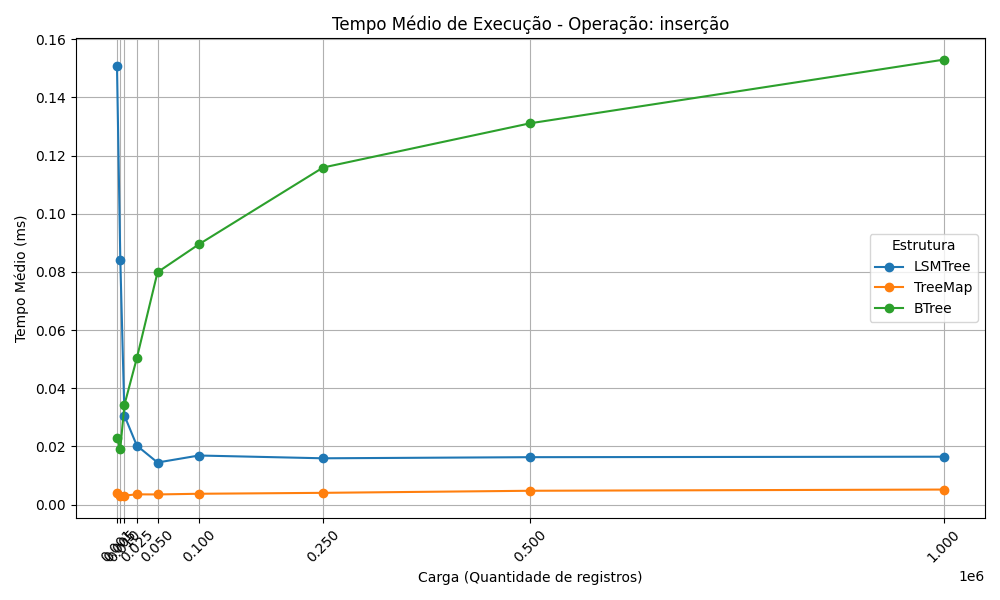 Tempo Médio de Execução - Operação: inserção
Tempo Médio (ms)
0.16
0.14
0.12
0.10
0.08
0.06
0.04
0.02
0.00
Estrutura
LSMTree
TreeMap
BTree
0.025
0.050
0.100
0.250
0.500
1.000
1e6
Carga (Quantidade de registros)